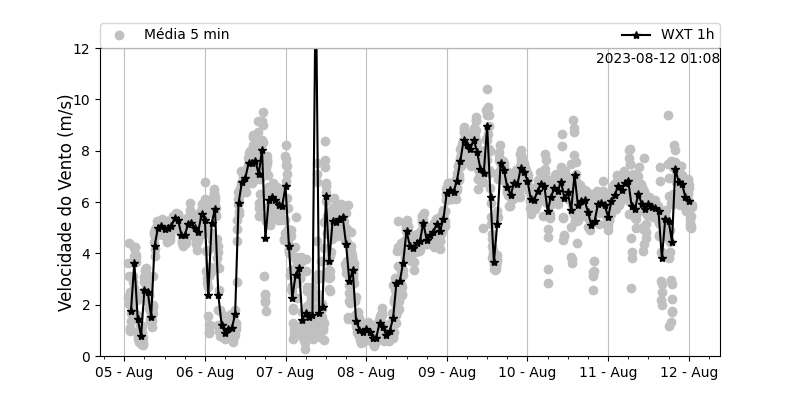 Média 5 min
WXT 1h
2023-08-12 01:08
Velocidade do Vento (m/s)
12
10
8
6
4
2
0
05 - Aug 06 - Aug 07 - Aug 08 - Aug 09 - Aug 10 - Aug 11 - Aug 12 - Aug